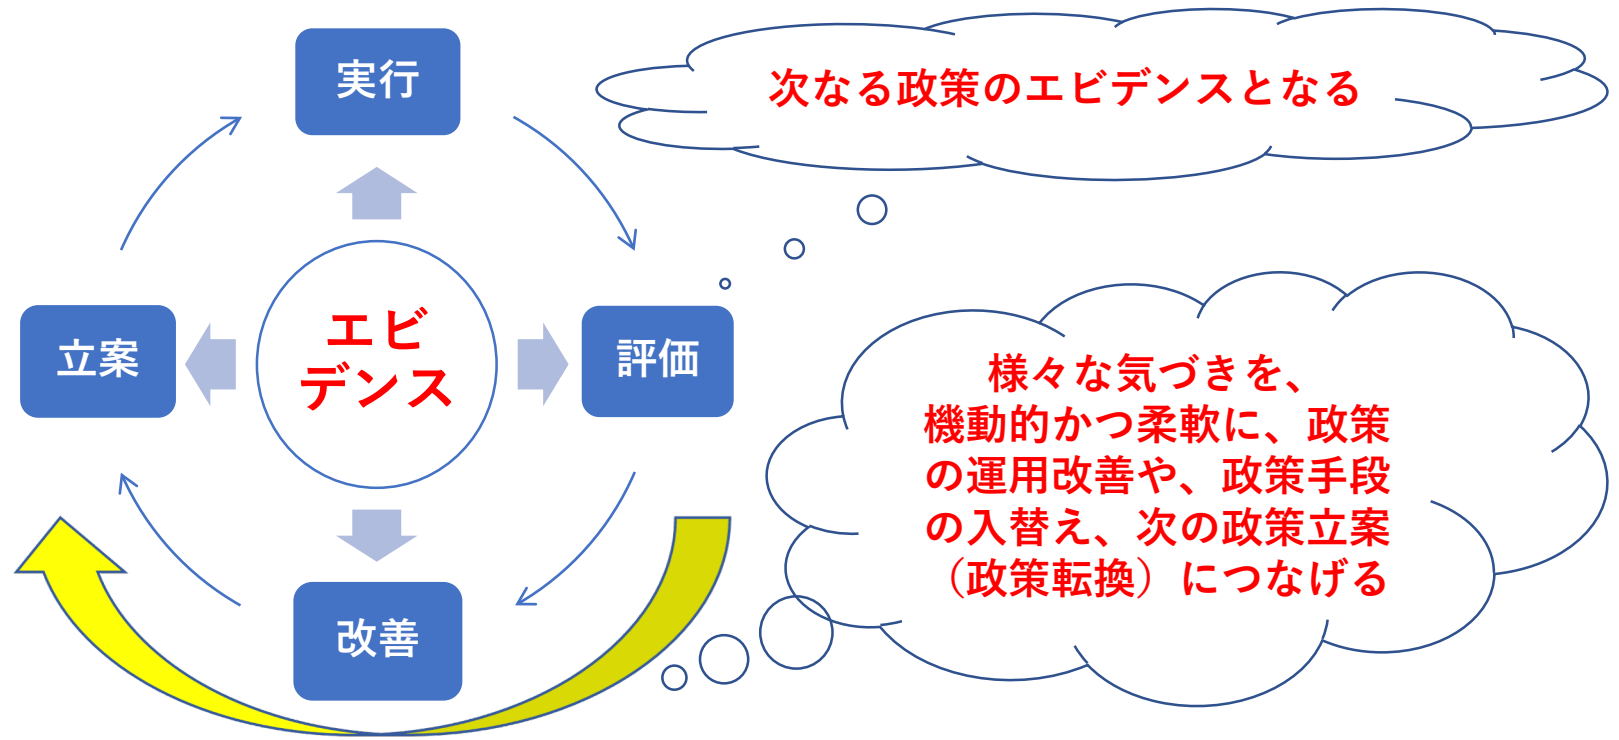 実行
次なる政策のエビデンスとなる
立案
エビ
デンス
評価
様々な気づきを、
機動的かつ柔軟に、政策
の運用改善や、政策手段
の入替え、次の政策立案
（政策転換）につなげる
改善